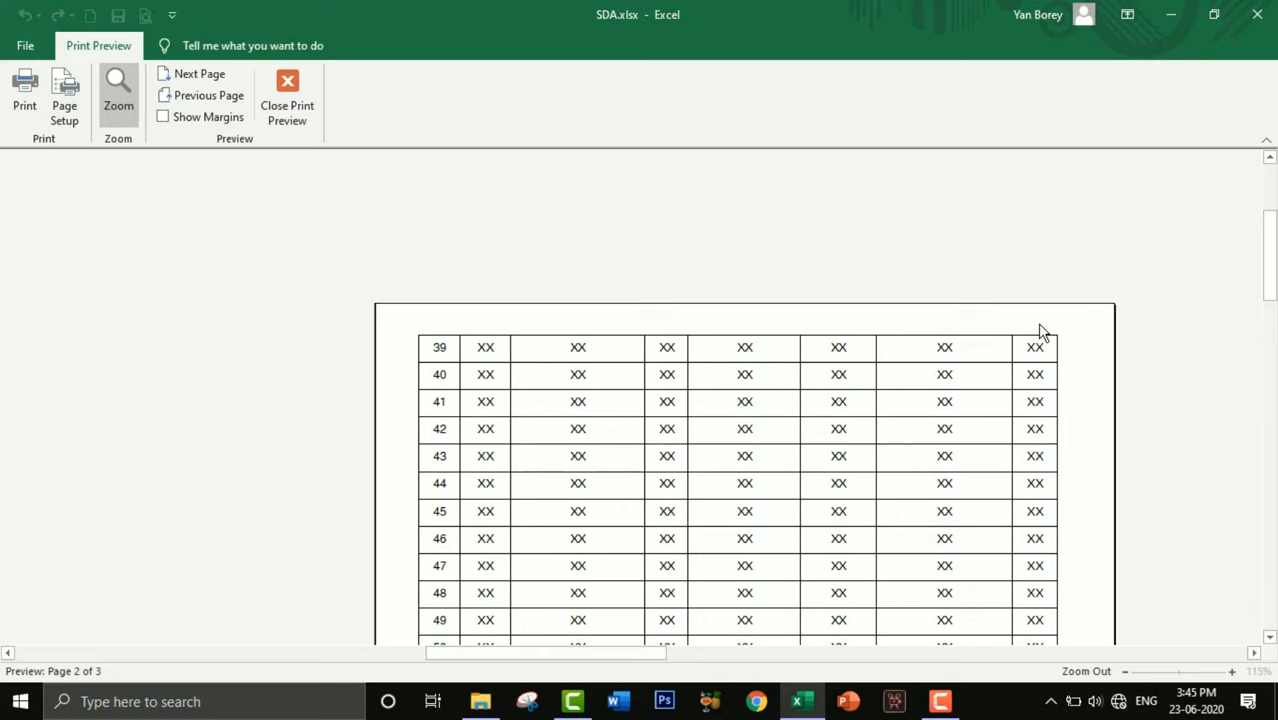 SDA.xlsx - Excel
Yan Borey
File
Print Preview
Tell me what you want to do
Print
Page Setup
Zoom
Next Page
Previous Page
Show Margins
Close Print Preview
Print
Zoom
Preview
39 XX XX XX XX XX XX XX
40 XX XX XX XX XX XX XX
41 XX XX XX XX XX XX XX
42 XX XX XX XX XX XX XX
43 XX XX XX XX XX XX XX
44 XX XX XX XX XX XX XX
45 XX XX XX XX XX XX XX
46 XX XX XX XX XX XX XX
47 XX XX XX XX XX XX XX
48 XX XX XX XX XX XX XX
49 XX XX XX XX XX XX XX
Preview: Page 2 of 3
Zoom Out
115%
Type here to search
Ps
ENG
3:45 PM
23-06-2020